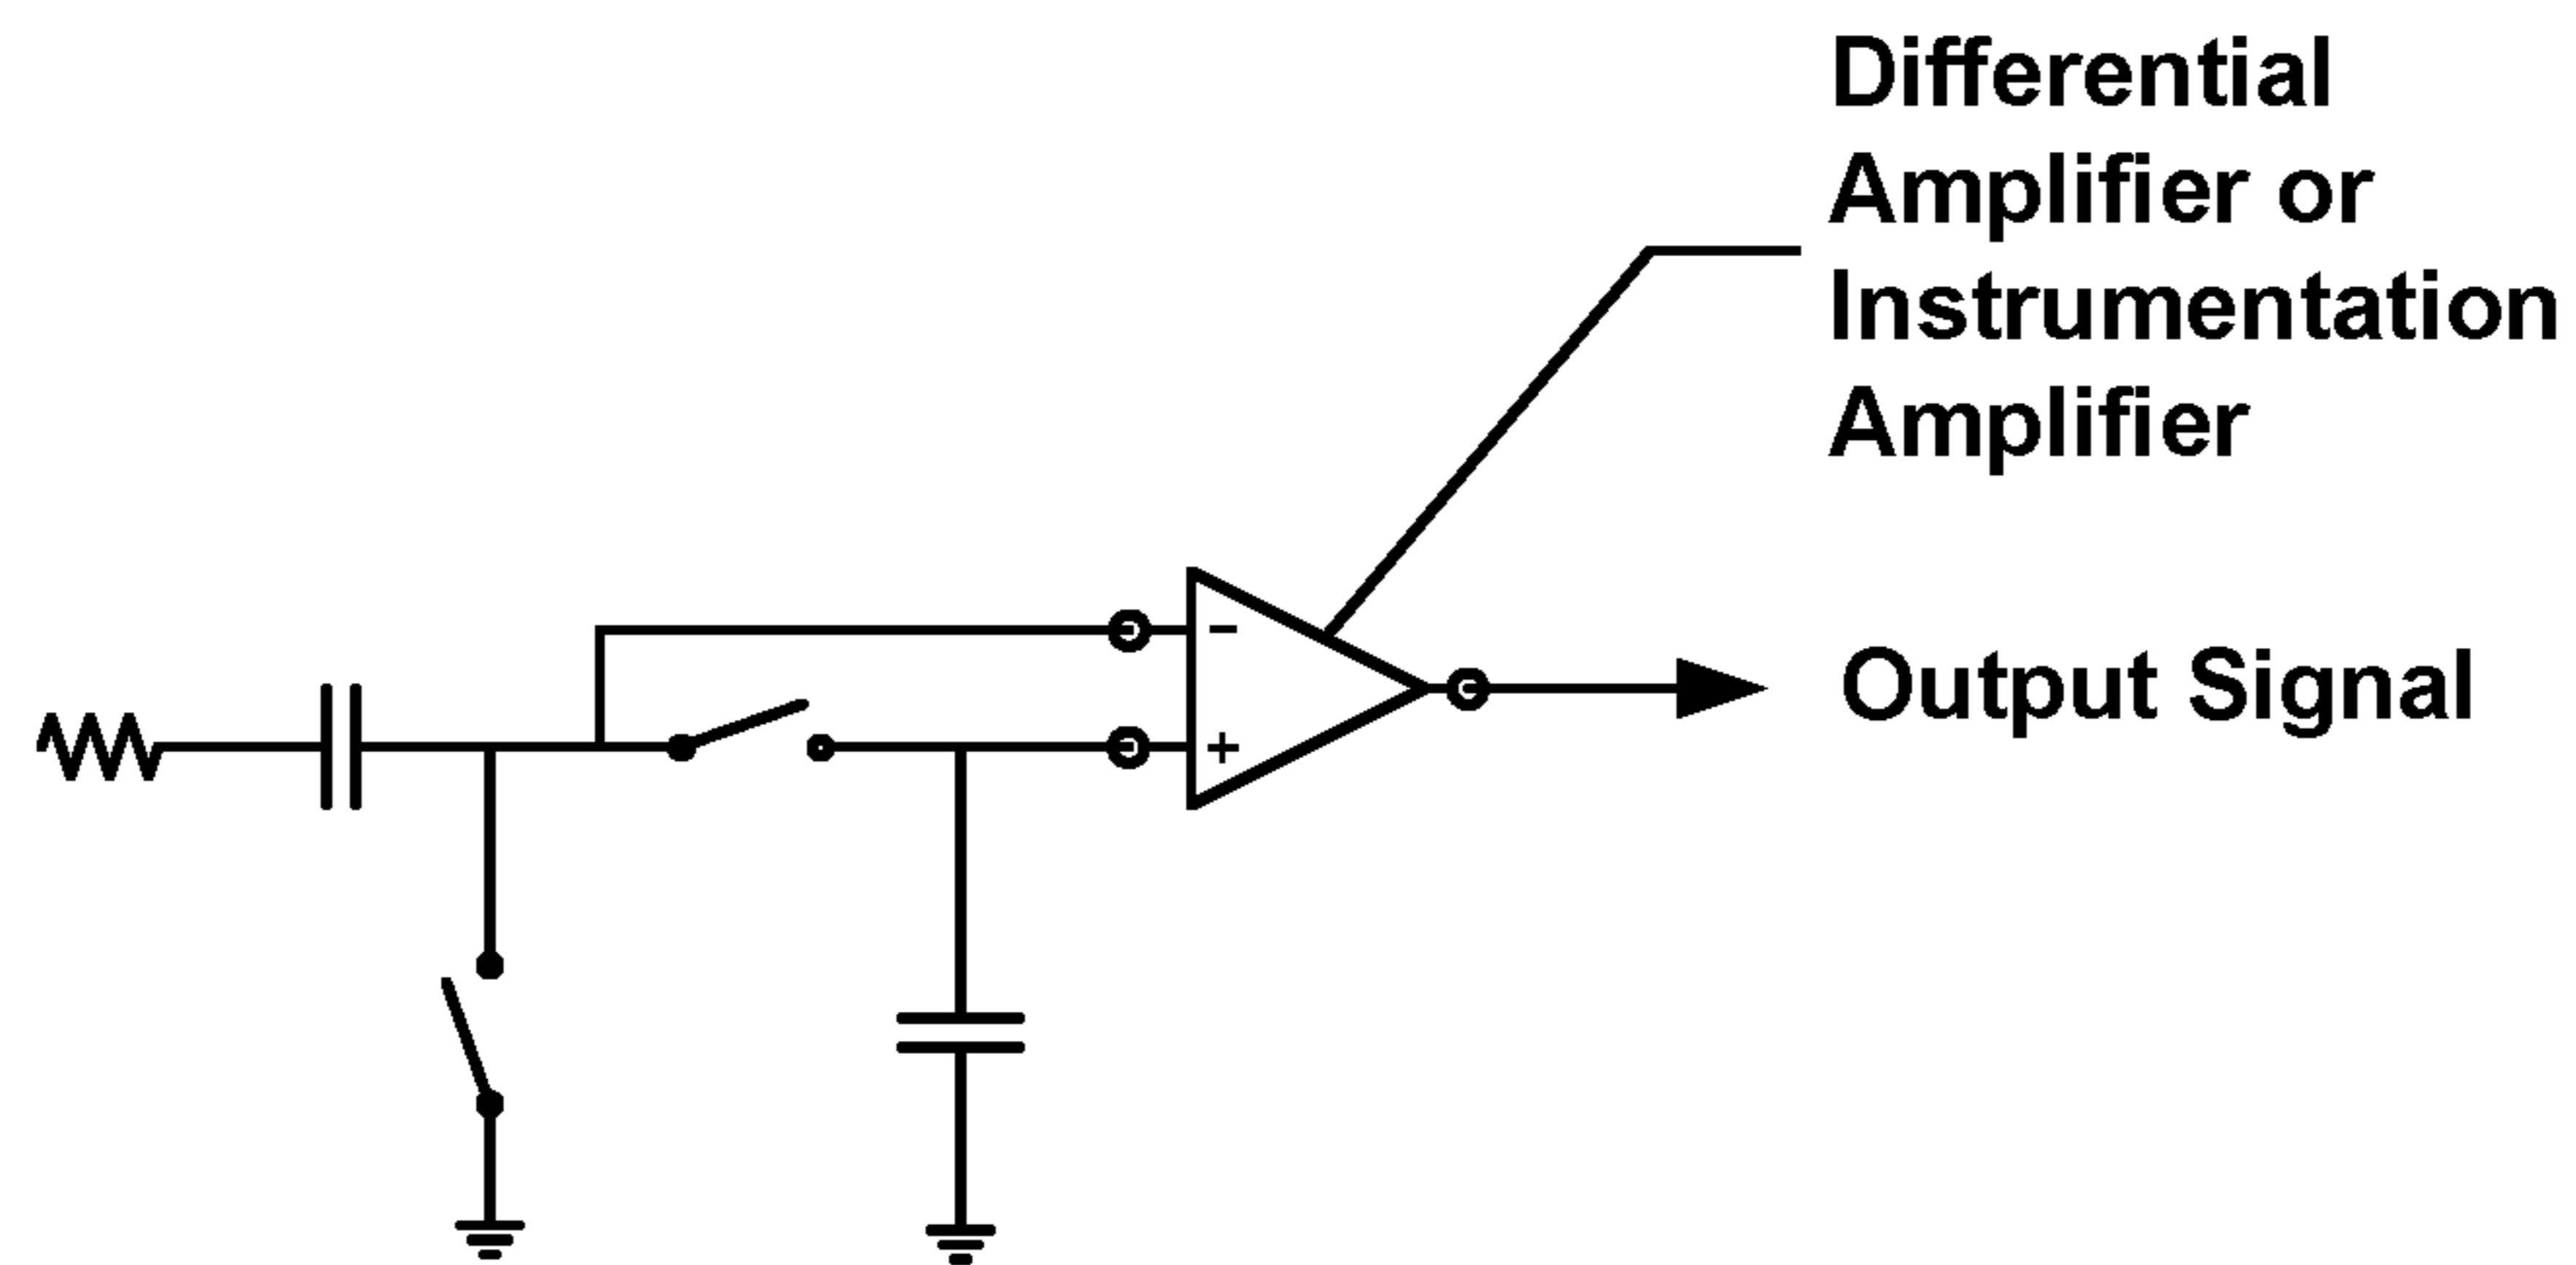 Differential
Amplifier or
Instrumentation
Amplifier
−
+
Output Signal